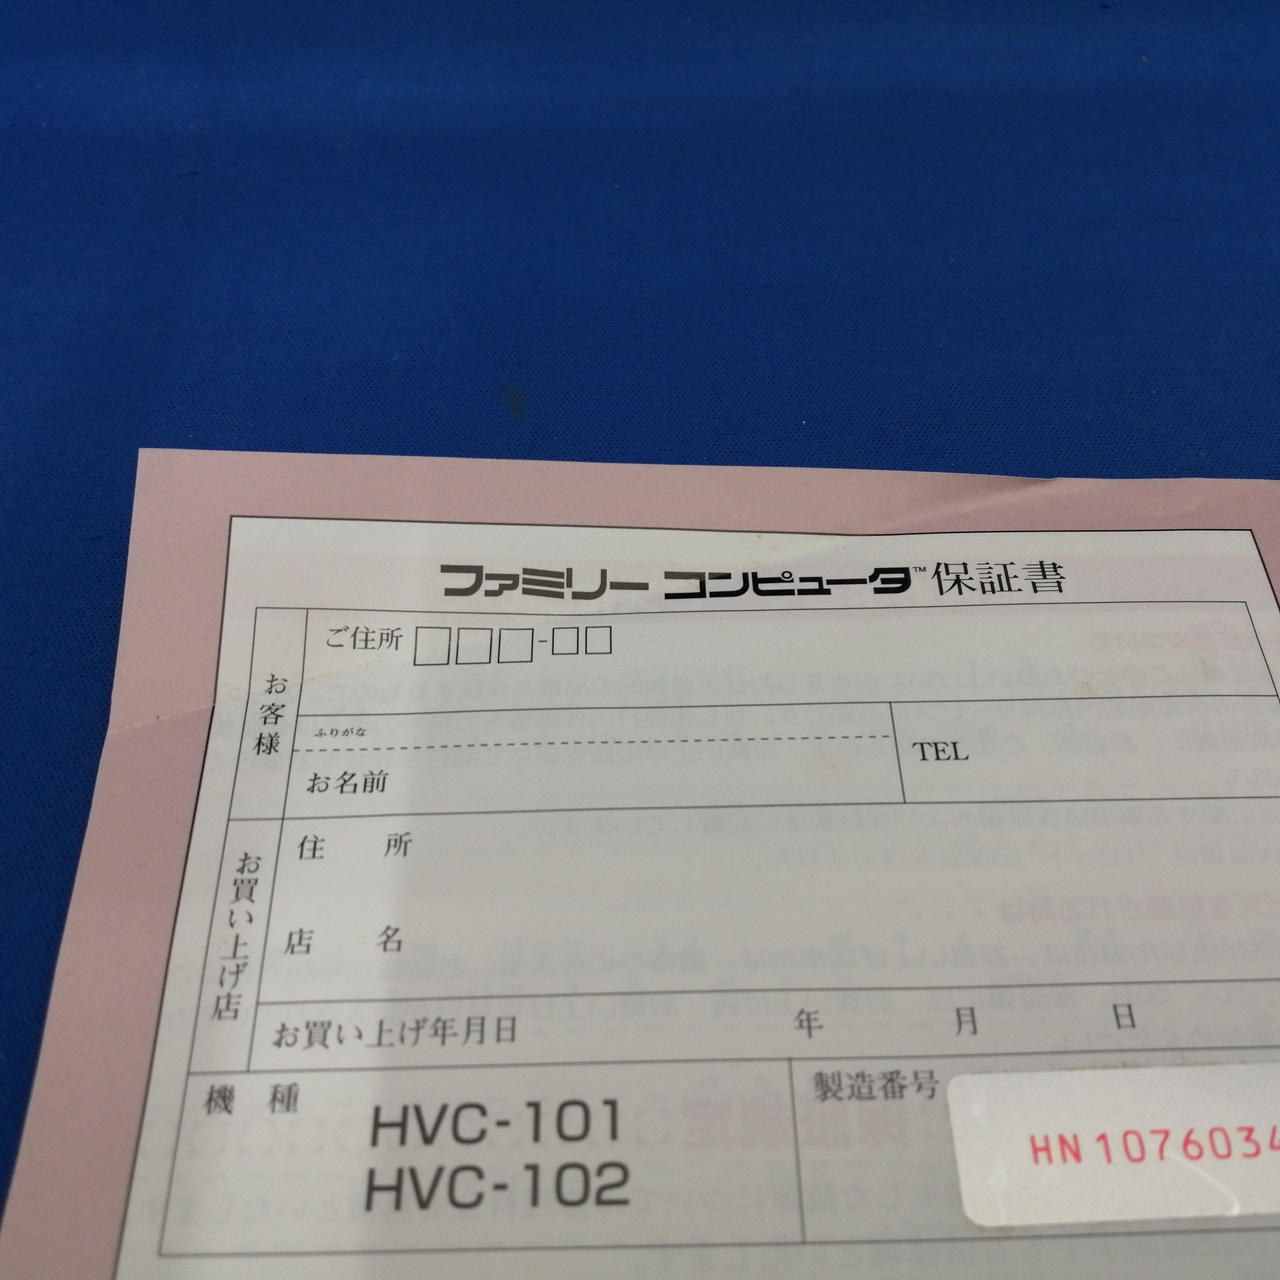 ファミリー コンピュータ™保証書
お客様
ご住所 □□□-□□
ふりがな
お名前
TEL
お買い上げ店
住 所
店 名
お買い上げ年月日 年 月 日
機 種
HVC-101
HVC-102
製造番号
HN1076034